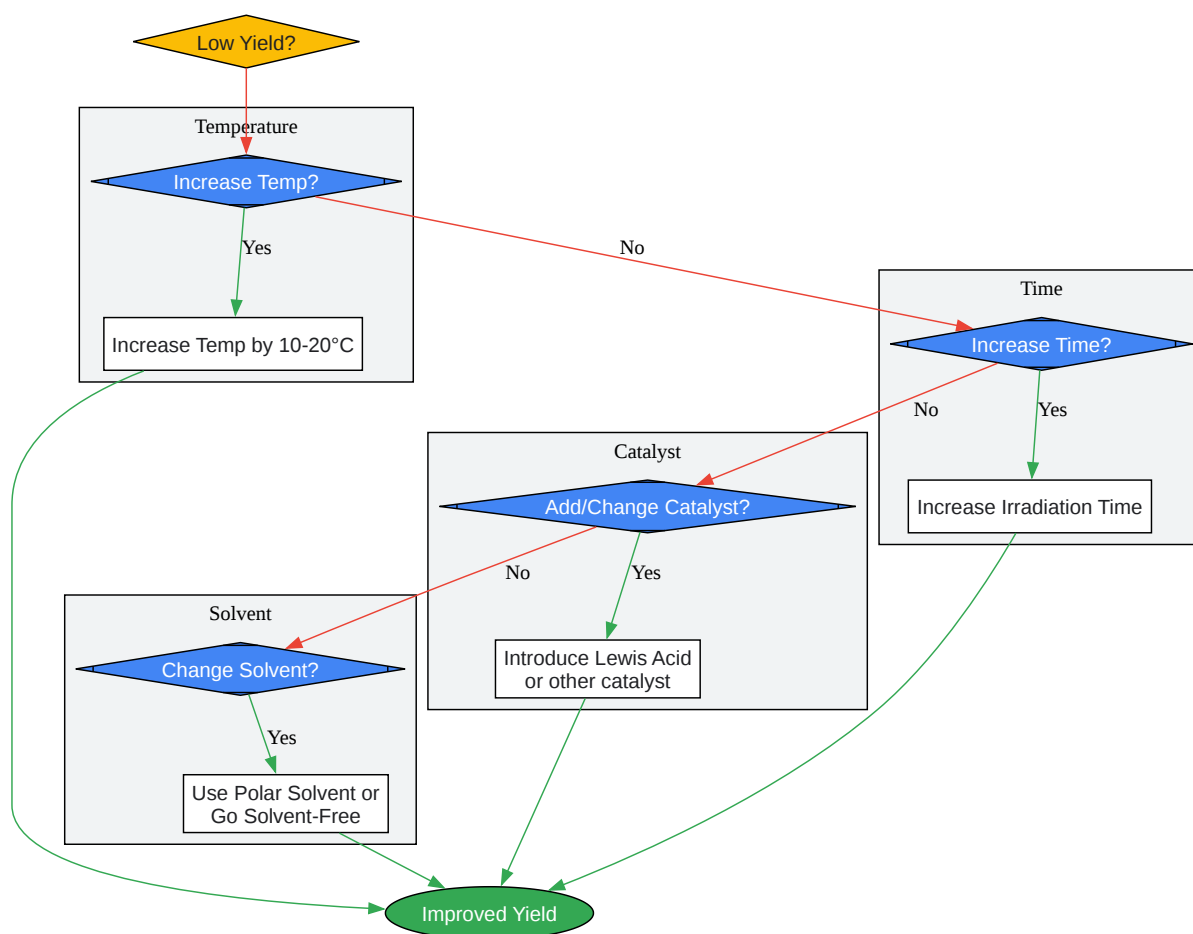 Low Yield?
Temperature
Increase Temp?
Yes
No
Increase Temp by 10-20°C
Time
Increase Time?
No
Yes
Increase Irradiation Time
Catalyst
Add/Change Catalyst?
No
Yes
Introduce Lewis Acid
or other catalyst
Solvent
Change Solvent?
Yes
Use Polar Solvent or
Go Solvent-Free
Improved Yield